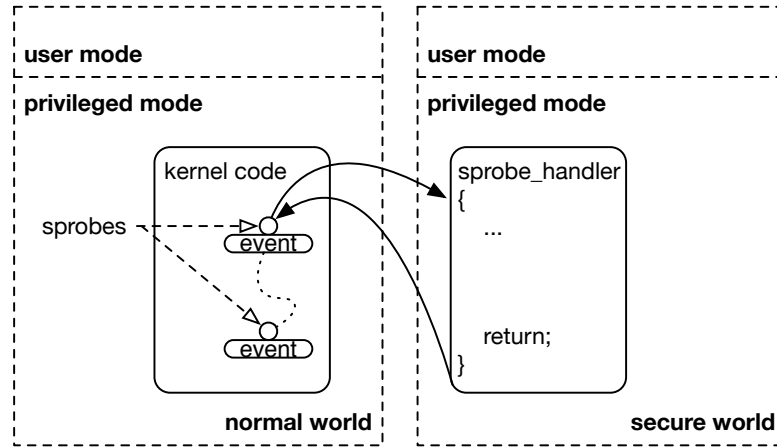 user mode
privileged mode
kernel code
sprobes
event
event
normal world
user mode
privileged mode
sprobe_handler
{
...
return;
}
secure world